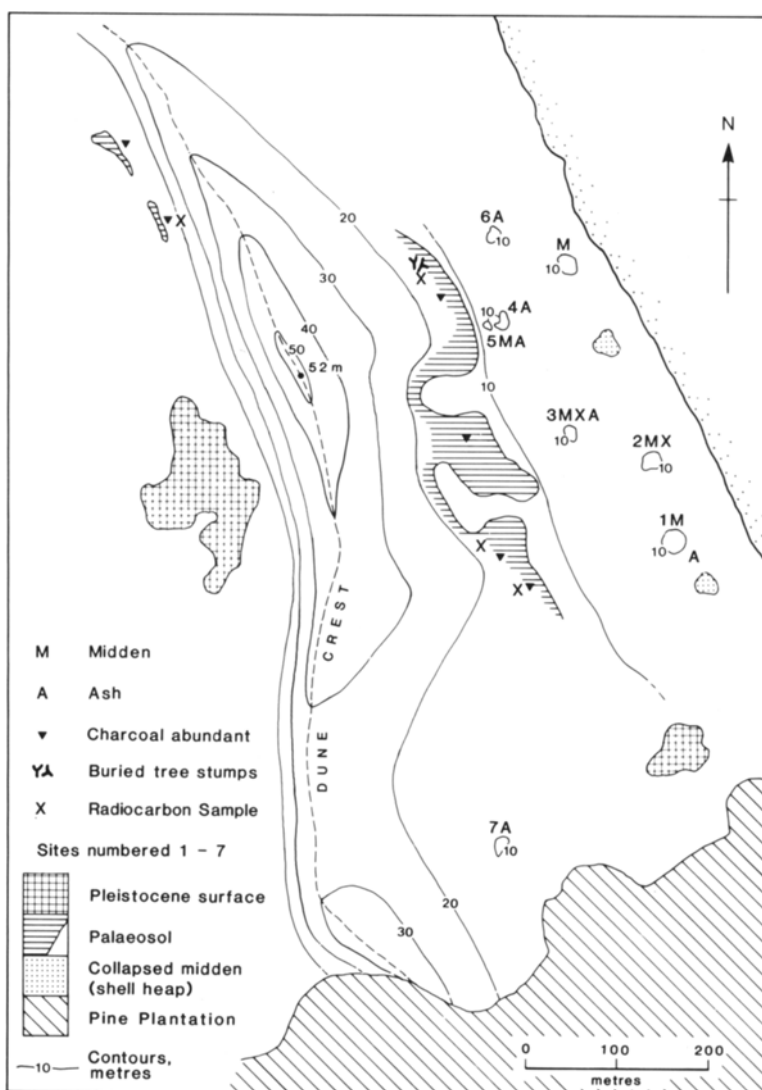 N
20
6A
10
M
10
30
X
X
40
10
4A
50
5MA
52 m
10
3MXA
10
2MX
10
1M
10
A
X
X
CREST
DUNE
M Midden
A Ash
Charcoal abundant
Buried tree stumps
X Radiocarbon Sample
Sites numbered 1 - 7
7A
10
20
30
Pleistocene surface
Palaeosol
Collapsed midden
(shell heap)
Pine Plantation
10 Contours,
metres
0 100 200
metres